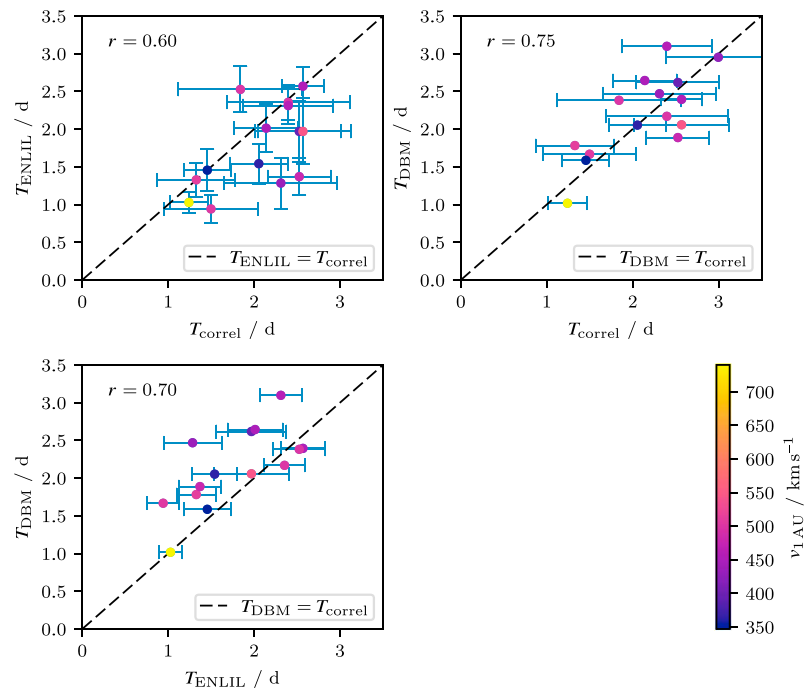 3.5
3.0
2.5
2.0
1.5
1.0
0.5
0.0
r = 0.60
T_ENLIL = T_correl
T_ENLIL / d
0 1 2 3
T_correl / d
3.5
3.0
2.5
2.0
1.5
1.0
0.5
0.0
r = 0.75
T_DBM = T_correl
T_DBM / d
0 1 2 3
T_correl / d
3.5
3.0
2.5
2.0
1.5
1.0
0.5
0.0
r = 0.70
T_DBM = T_correl
T_DBM / d
0 1 2 3
T_ENLIL / d
700
650
600
550
500
450
400
350
v_1 AU / km s⁻¹